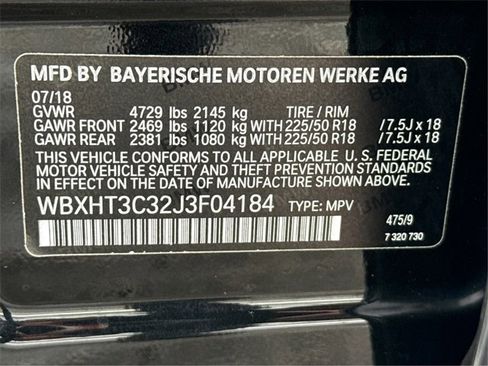 MFD BY BAYERISCHE MOTOREN WERKE AG
07/18
GVWR 4729 lbs 2145 kg TIRE / RIM
GAWR FRONT 2469 lbs 1120 kg WITH 225/50 R18 /7.5J x 18
GAWR REAR 2381 lbs 1080 kg WITH 225/50 R18 /7.5J x 18
THIS VEHICLE CONFORMS TO ALL APPLICABLE U. S. FEDERAL
MOTOR VEHICLE SAFETY AND THEFT PREVENTION STANDARDS IN
EFFECT ON THE DATE OF MANUFACTURE SHOWN ABOVE.
WBXHT3C32J3F04184 TYPE: MPV
475/9
7 320 730